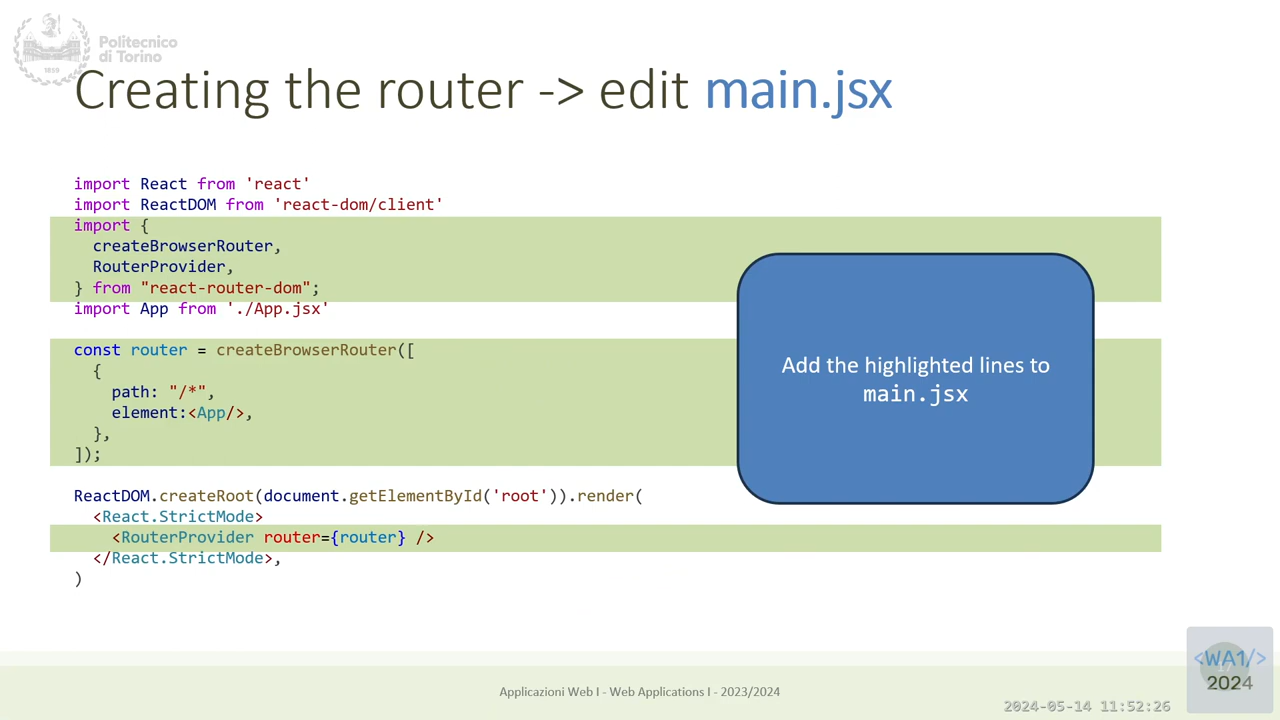 Politecnico
di Torino
1859
Creating the router -> edit main.jsx
import React from 'react'
import ReactDOM from 'react-dom/client'
import {
  createBrowserRouter,
  RouterProvider,
} from "react-router-dom";
import App from './App.jsx'
const router = createBrowserRouter([
  {
    path: "/*",
    element:<App/>,
  },
]);
ReactDOM.createRoot(document.getElementById('root')).render(
  <React.StrictMode>
    <RouterProvider router={router} />
  </React.StrictMode>,
)
Add the highlighted lines to
main.jsx
Applicazioni Web I - Web Applications I - 2023/2024
2024-05-14 11:52:26
<WA1/>
2024